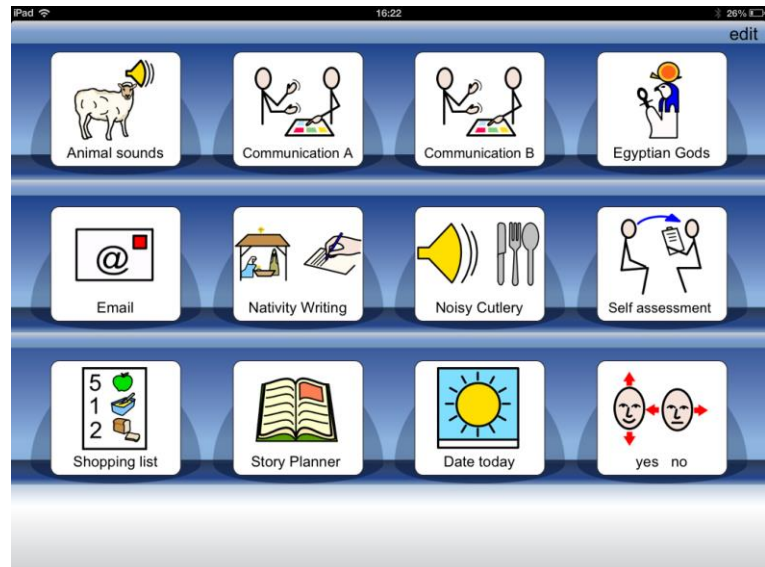 iPad 16:22 26%
edit
Animal sounds
Communication A
Communication B
Egyptian Gods
@
Email
Nativity Writing
Noisy Cutlery
Self assessment
5
1
2
Shopping list
Story Planner
Date today
yes no